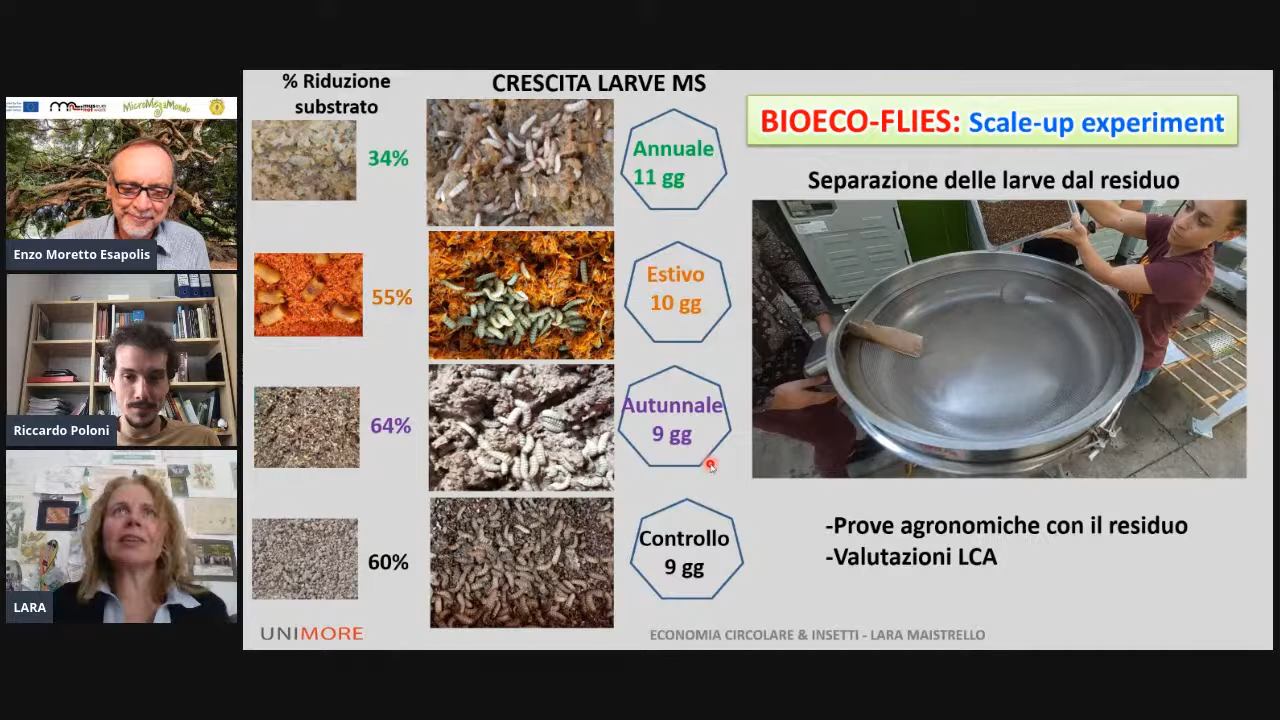 MicroMegaMondo
Enzo Moretto Esapolis
Riccardo Poloni
LARA
% Riduzione
substrato
34%
55%
64%
60%
CRESCITA LARVE MS
Annuale
11 gg
Estivo
10 gg
Autunnale
9 gg
Controllo
9 gg
BIOECO-FLIES: Scale-up experiment
Separazione delle larve dal residuo
-Prove agronomiche con il residuo
-Valutazioni LCA
UNIMORE
ECONOMIA CIRCOLARE & INSETTI - LARA MAISTRELLO